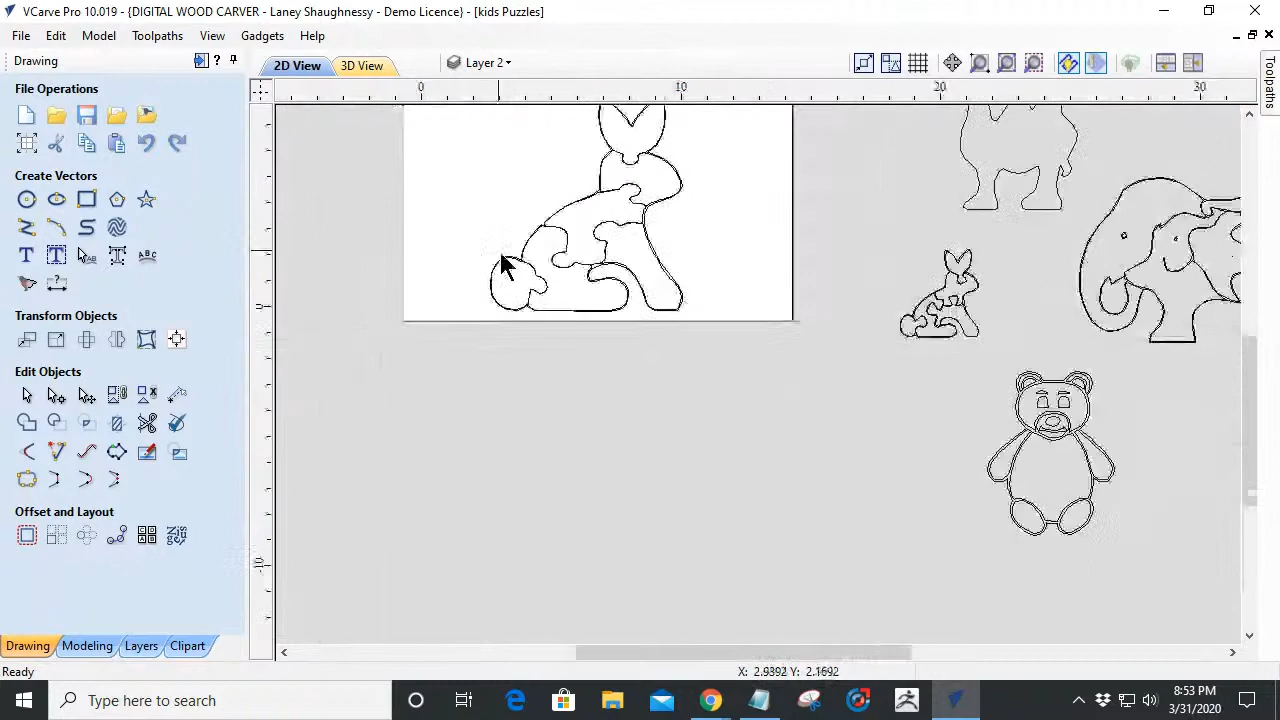 VCarve Pro 10.019 - {DIGITAL WOOD CARVER - Laney Shaughnessy - Demo Licence} - [kids Puzzles]
File Edit Model Toolpaths View Gadgets Help
Drawing
2D View 3D View Layer 2
Toolpaths
File Operations
0 10 20 30
Create Vectors
Transform Objects
Edit Objects
Offset and Layout
Drawing Modeling Layers Clipart
Ready X: 2.9392 Y: 2.1692
Type here to search
8:53 PM
3/31/2020